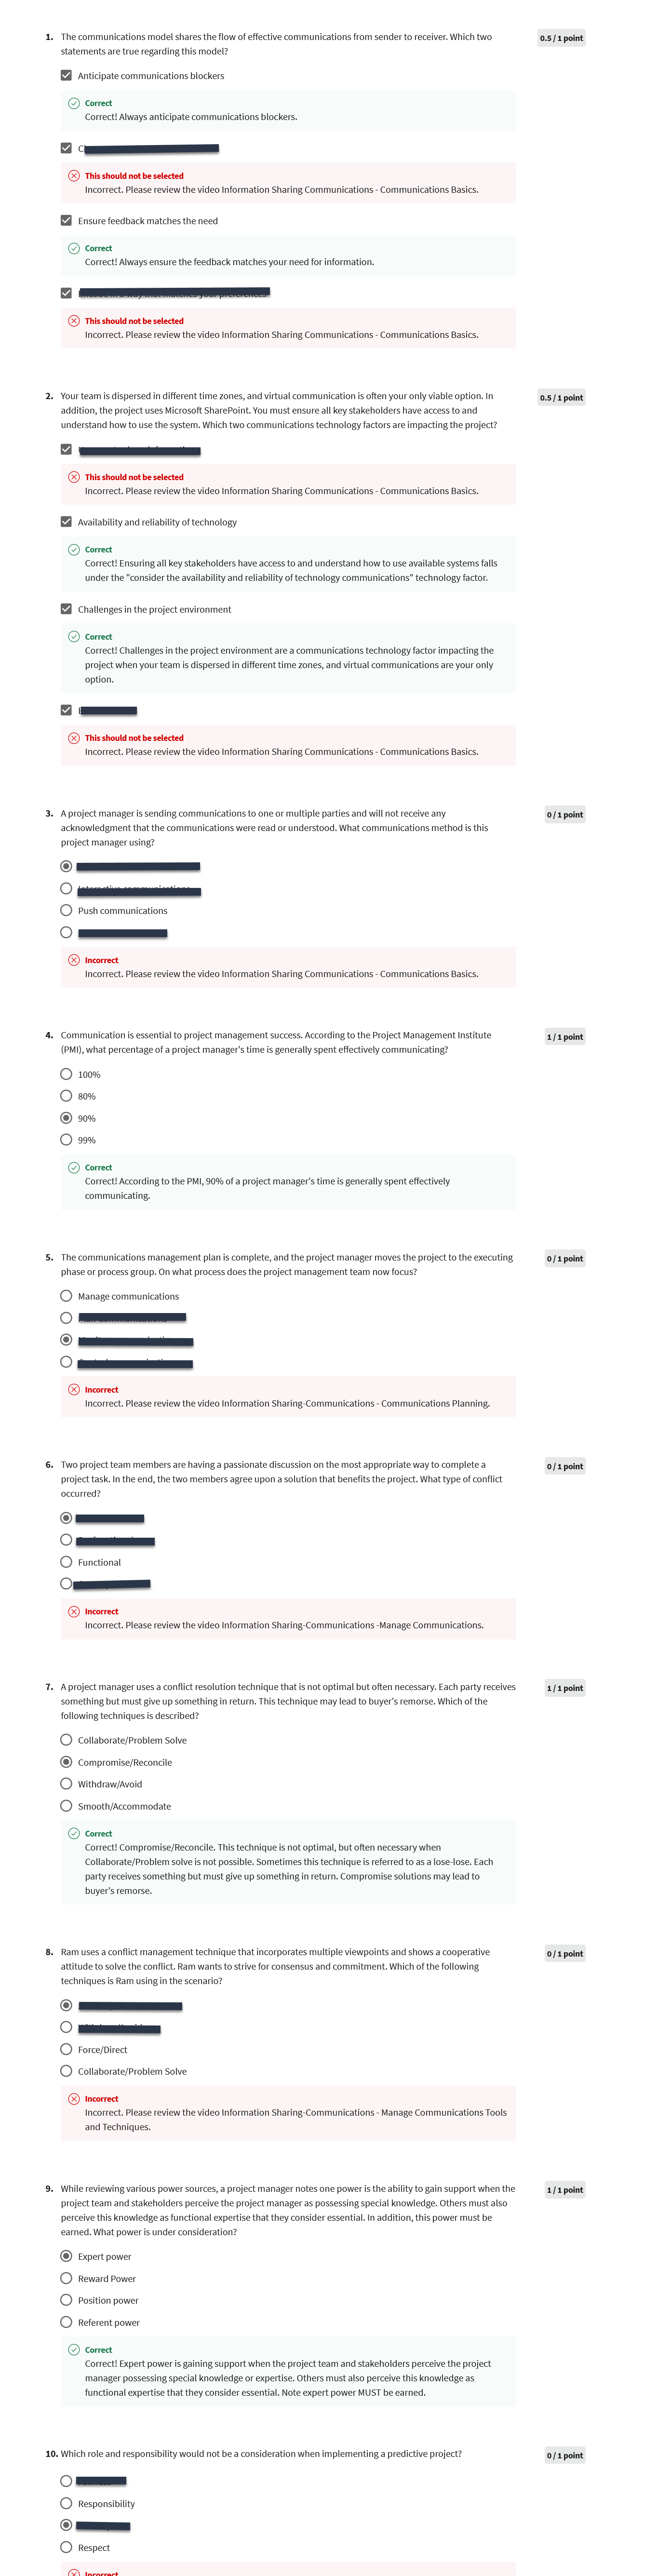 1. The communications model shares the flow of effective communications from sender to receiver. Which two
statements are true regarding this model?
0.5 / 1 point
Anticipate communications blockers
Correct
Correct! Always anticipate communications blockers.
This should not be selected
Incorrect. Please review the video Information Sharing Communications - Communications Basics.
Ensure feedback matches the need
Correct
Correct! Always ensure the feedback matches your need for information.
This should not be selected
Incorrect. Please review the video Information Sharing Communications - Communications Basics.
2. Your team is dispersed in different time zones, and virtual communication is often your only viable option. In
addition, the project uses Microsoft SharePoint. You must ensure all key stakeholders have access to and
understand how to use the system. Which two communications technology factors are impacting the project?
0.5 / 1 point
This should not be selected
Incorrect. Please review the video Information Sharing Communications - Communications Basics.
Availability and reliability of technology
Correct
Correct! Ensuring all key stakeholders have access to and understand how to use available systems falls
under the "consider the availability and reliability of technology communications" technology factor.
Challenges in the project environment
Correct
Correct! Challenges in the project environment are a communications technology factor impacting the
project when your team is dispersed in different time zones, and virtual communications are your only
option.
This should not be selected
Incorrect. Please review the video Information Sharing Communications - Communications Basics.
3. A project manager is sending communications to one or multiple parties and will not receive any
acknowledgment that the communications were read or understood. What communications method is this
project manager using?
0 / 1 point
Push communications
Incorrect
Incorrect. Please review the video Information Sharing Communications - Communications Basics.
4. Communication is essential to project management success. According to the Project Management Institute
(PMI), what percentage of a project manager's time is generally spent effectively communicating?
1 / 1 point
100%
80%
90%
99%
Correct
Correct! According to the PMI, 90% of a project manager's time is generally spent effectively
communicating.
5. The communications management plan is complete, and the project manager moves the project to the executing
phase or process group. On what process does the project management team now focus?
0 / 1 point
Manage communications
Incorrect
Incorrect. Please review the video Information Sharing-Communications - Communications Planning.
6. Two project team members are having a passionate discussion on the most appropriate way to complete a
project task. In the end, the two members agree upon a solution that benefits the project. What type of conflict
occurred?
0 / 1 point
Functional
Incorrect
Incorrect. Please review the video Information Sharing-Communications -Manage Communications.
7. A project manager uses a conflict resolution technique that is not optimal but often necessary. Each party receives
something but must give up something in return. This technique may lead to buyer's remorse. Which of the
following techniques is described?
1 / 1 point
Collaborate/Problem Solve
Compromise/Reconcile
Withdraw/Avoid
Smooth/Accommodate
Correct
Correct! Compromise/Reconcile. This technique is not optimal, but often necessary when
Collaborate/Problem solve is not possible. Sometimes this technique is referred to as a lose-lose. Each
party receives something but must give up something in return. Compromise solutions may lead to
buyer's remorse.
8. Ram uses a conflict management technique that incorporates multiple viewpoints and shows a cooperative
attitude to solve the conflict. Ram wants to strive for consensus and commitment. Which of the following
techniques is Ram using in the scenario?
0 / 1 point
Force/Direct
Collaborate/Problem Solve
Incorrect
Incorrect. Please review the video Information Sharing-Communications - Manage Communications Tools
and Techniques.
9. While reviewing various power sources, a project manager notes one power is the ability to gain support when the
project team and stakeholders perceive the project manager as possessing special knowledge. Others must also
perceive this knowledge as functional expertise that they consider essential. In addition, this power must be
earned. What power is under consideration?
1 / 1 point
Expert power
Reward Power
Position power
Referent power
Correct
Correct! Expert power is gaining support when the project team and stakeholders perceive the project
manager possessing special knowledge or expertise. Others must also perceive this knowledge as
functional expertise that they consider essential. Note expert power MUST be earned.
10. Which role and responsibility would not be a consideration when implementing a predictive project?
0 / 1 point
Responsibility
Respect
Incorrect